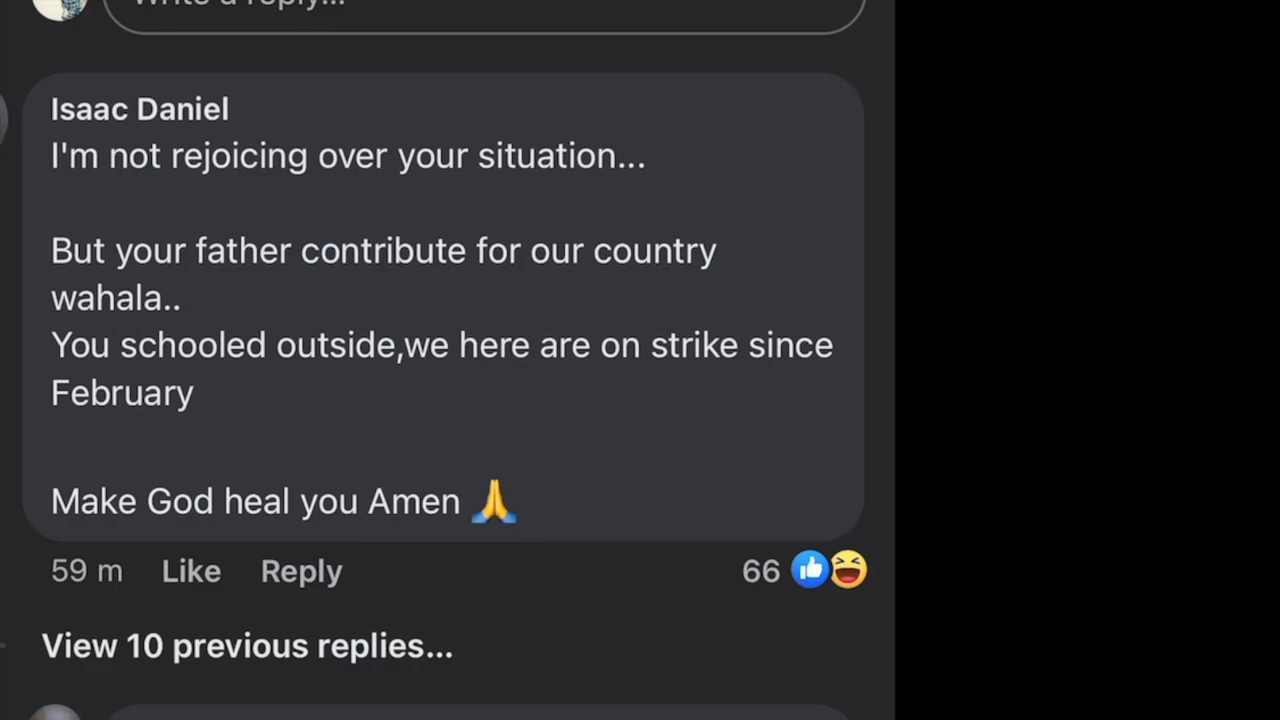 Write a reply...
Isaac Daniel
I'm not rejoicing over your situation...
But your father contribute for our country
wahala..
You schooled outside,we here are on strike since
February
Make God heal you Amen 🙏
59 m Like Reply 66
View 10 previous replies...